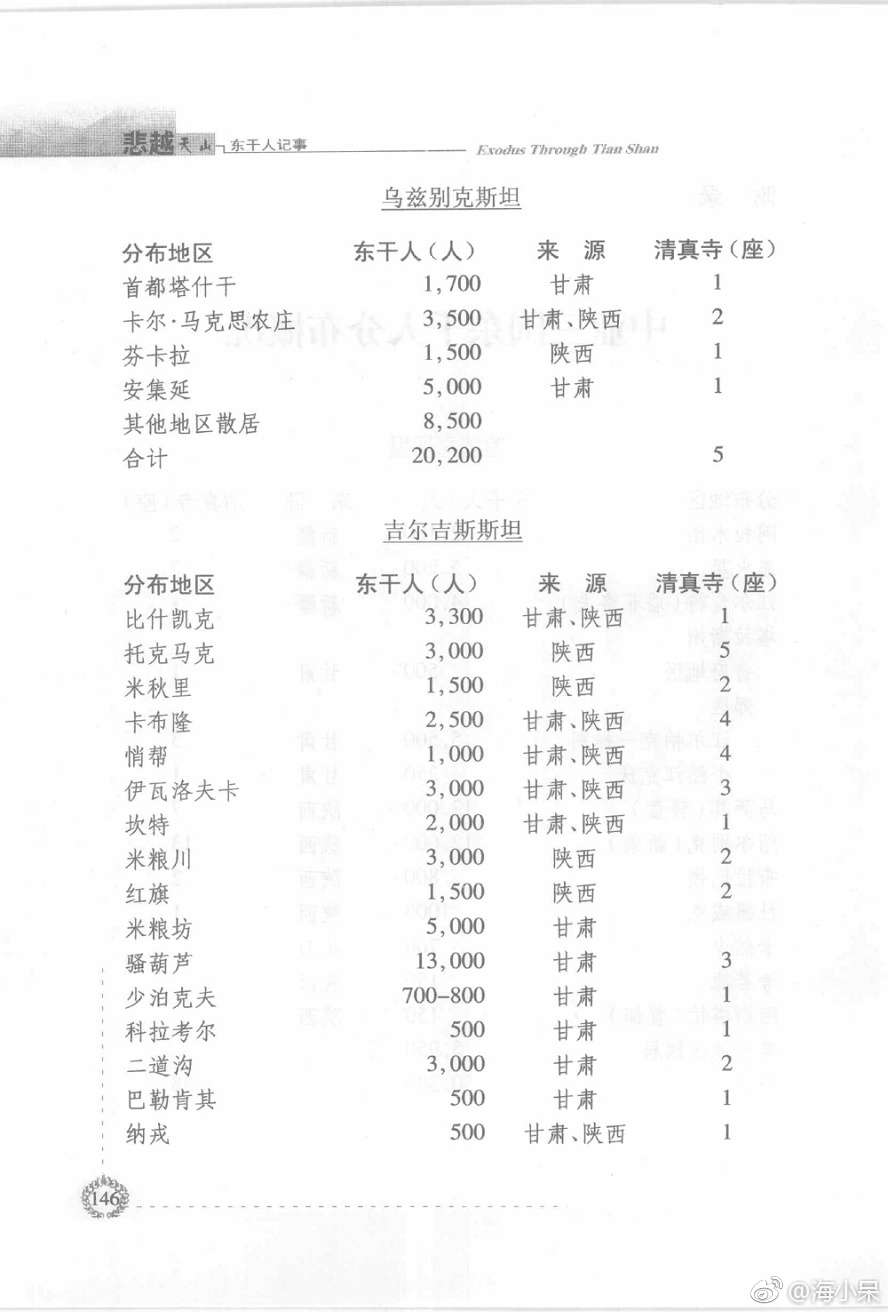 悲越天山 东干人记事 Exodus Through Tian Shan
乌兹别克斯坦
分布地区 东干人(人) 来 源 清真寺(座)
首都塔什干 1,700 甘肃 1
卡尔·马克思农庄 3,500 甘肃、陕西 2
芬卡拉 1,500 陕西 1
安集延 5,000 甘肃 1
其他地区散居 8,500
合计 20,200 5
吉尔吉斯斯坦
分布地区 东干人(人) 来 源 清真寺(座)
比什凯克 3,300 甘肃、陕西 1
托克马克 3,000 陕西 5
米秋里 1,500 陕西 2
卡布隆 2,500 甘肃、陕西 4
悄帮 1,000 甘肃、陕西 4
伊瓦洛夫卡 3,000 甘肃、陕西 3
坎特 2,000 甘肃、陕西 1
米粮川 3,000 陕西 2
红旗 1,500 陕西 2
米粮坊 5,000 甘肃
骚葫芦 13,000 甘肃 3
少泊克夫 700-800 甘肃 1
科拉考尔 500 甘肃 1
二道沟 3,000 甘肃 2
巴勒肯其 500 甘肃 1
纳戎 500 甘肃、陕西 1
146
@海小呆